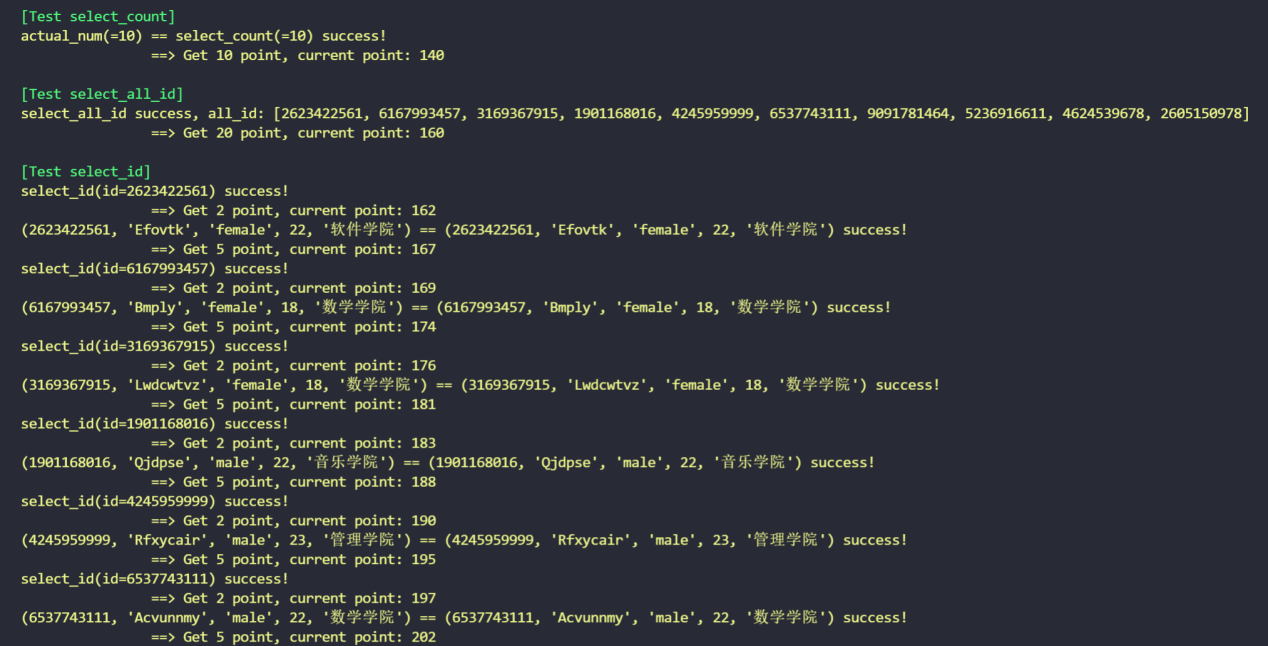 [Test select_count]
actual_num(=10) == select_count(=10) success!
==> Get 10 point, current point: 140
[Test select_all_id]
select_all_id success, all_id: [2623422561, 6167993457, 3169367915, 1901168016, 4245959999, 6537743111, 9091781464, 5236916611, 4624539678, 2605150978]
==> Get 20 point, current point: 160
[Test select_id]
select_id(id=2623422561) success!
==> Get 2 point, current point: 162
(2623422561, 'Efovtk', 'female', 22, '软件学院') == (2623422561, 'Efovtk', 'female', 22, '软件学院') success!
==> Get 5 point, current point: 167
select_id(id=6167993457) success!
==> Get 2 point, current point: 169
(6167993457, 'Bmply', 'female', 18, '数学学院') == (6167993457, 'Bmply', 'female', 18, '数学学院') success!
==> Get 5 point, current point: 174
select_id(id=3169367915) success!
==> Get 2 point, current point: 176
(3169367915, 'Lwdcwtvz', 'female', 18, '数学学院') == (3169367915, 'Lwdcwtvz', 'female', 18, '数学学院') success!
==> Get 5 point, current point: 181
select_id(id=1901168016) success!
==> Get 2 point, current point: 183
(1901168016, 'Qjdpse', 'male', 22, '音乐学院') == (1901168016, 'Qjdpse', 'male', 22, '音乐学院') success!
==> Get 5 point, current point: 188
select_id(id=4245959999) success!
==> Get 2 point, current point: 190
(4245959999, 'Rfxycair', 'male', 23, '管理学院') == (4245959999, 'Rfxycair', 'male', 23, '管理学院') success!
==> Get 5 point, current point: 195
select_id(id=6537743111) success!
==> Get 2 point, current point: 197
(6537743111, 'Acvunnmy', 'male', 22, '数学学院') == (6537743111, 'Acvunnmy', 'male', 22, '数学学院') success!
==> Get 5 point, current point: 202